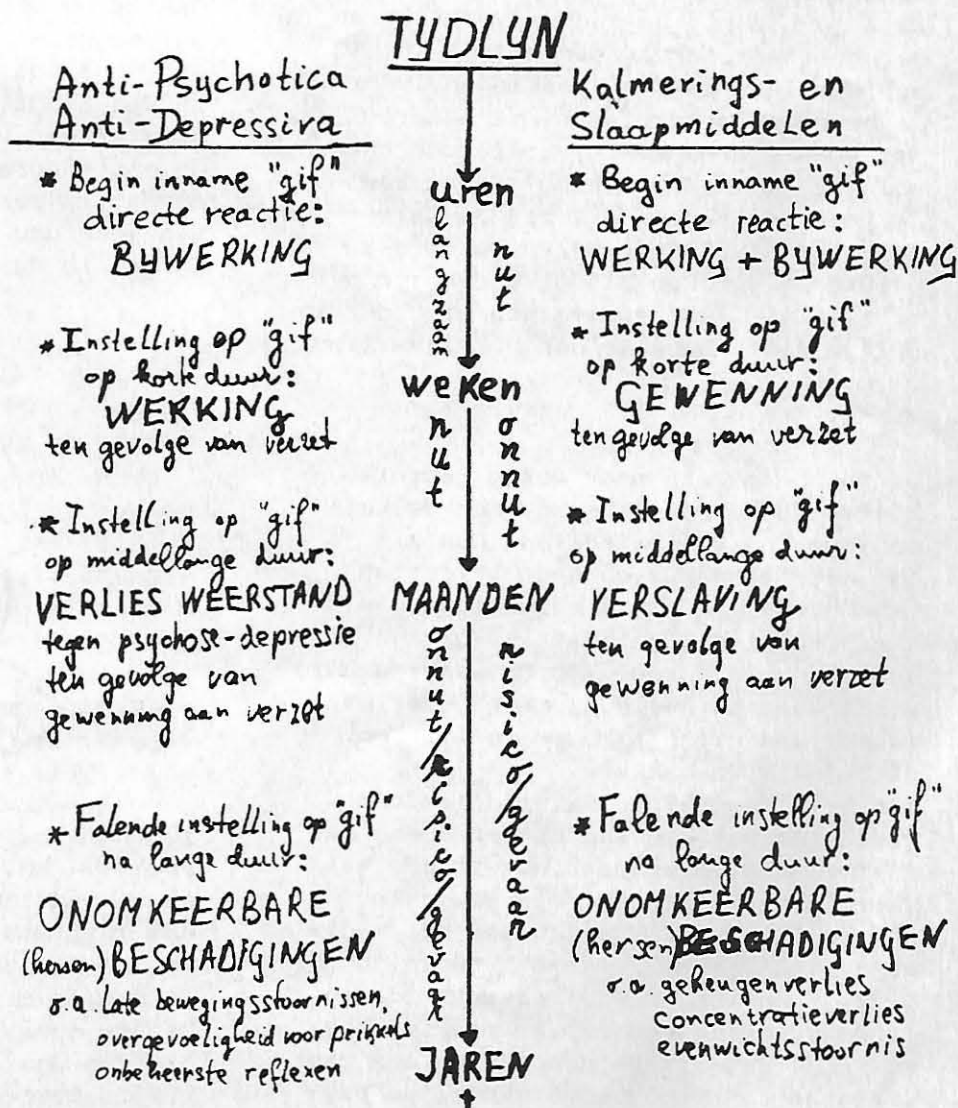 TYDLYN
Anti-Psychotica
Anti-Depressiva
* Begin inname "gif"
directe reactie:
BYWERKING
* Instelling op "gif"
op korte duur:
WERKING
ten gevolge van verzet
* Instelling op "gif"
op middellange duur:
VERLIES WEERSTAND
tegen psychose-depressie
ten gevolge van
gewenning aan verzet
* Falende instelling op "gif"
na lange duur:
ONOMKEERBARE
(hersen) BESCHADIGINGEN
o.a. late bewegingsstoornissen,
overgevoeligheid voor prikkels
onbeheerste reflexen
uren
langzaam
nut
weken
nut
onnut
MAANDEN
onnut/risico/gevaar
risico/gevaar
JAREN
Kalmerings- en
Slaapmiddelen
* Begin inname "gif"
directe reactie:
WERKING + BYWERKING
* Instelling op "gif"
op korte duur:
GEWENNING
ten gevolge van verzet
* Instelling op "gif"
op middellange duur:
VERSLAVING
ten gevolge van
gewenning aan verzet
* Falende instelling op "gif"
na lange duur:
ONOMKEERBARE
(hersen) BESCHADIGINGEN
o.a. geheugenverlies
concentratieverlies
evenwichtsstoornis